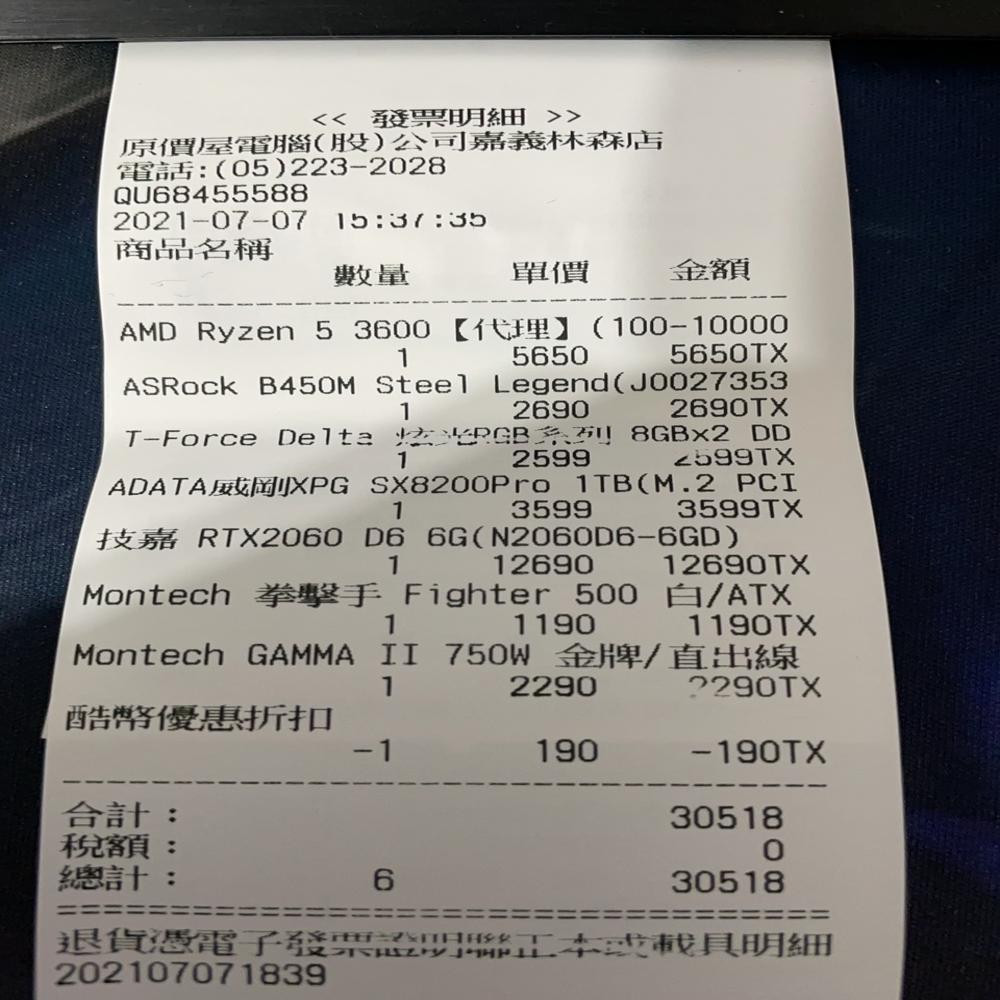 << 發票明細 >>
原價屋電腦(股)公司嘉義林森店
電話:(05)223-2028
QU68455588
2021-07-07 15:37:35
商品名稱
數量 單價 金額
AMD Ryzen 5 3600【代理】(100-10000
1 5650 5650TX
ASRock B450M Steel Legend(J0027353
1 2690 2690TX
T-Force Delta 炫光RGB系列 8GBx2 DD
1 2599 2599TX
ADATA威剛XPG SX8200Pro 1TB(M.2 PCI
1 3599 3599TX
技嘉 RTX2060 D6 6G(N2060D6-6GD)
1 12690 12690TX
Montech 拳擊手 Fighter 500 白/ATX
1 1190 1190TX
Montech GAMMA II 750W 金牌/直出線
1 2290 2290TX
酷幣優惠折扣
-1 190 -190TX
合計: 30518
稅額: 0
總計: 6 30518
退貨憑電子發票證明聯正本或載具明細
202107071839